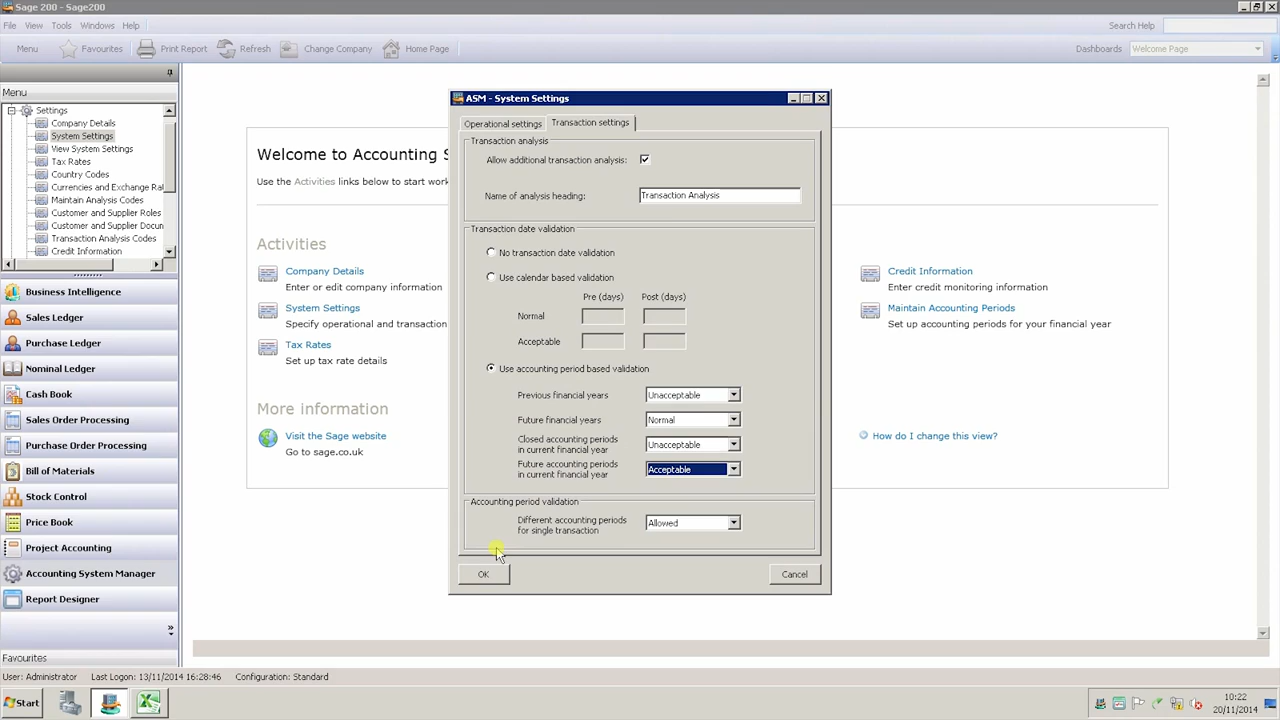 Sage 200 - Sage200
File View Tools Windows Help
Search Help
Menu Favourites Print Report Refresh Change Company Home Page
Dashboards Welcome Page
Menu
Settings
Company Details
System Settings
View System Settings
Tax Rates
Country Codes
Currencies and Exchange Ra
Maintain Analysis Codes
Customer and Supplier Roles
Customer and Supplier Docun
Transaction Analysis Codes
Credit Information
Business Intelligence
Sales Ledger
Purchase Ledger
Nominal Ledger
Cash Book
Sales Order Processing
Purchase Order Processing
Bill of Materials
Stock Control
Price Book
Project Accounting
Accounting System Manager
Report Designer
Favourites
Welcome to Accounting S
Use the Activities links below to start work
Activities
Company Details
Enter or edit company information
System Settings
Specify operational and transaction
Tax Rates
Set up tax rate details
More information
Visit the Sage website
Go to sage.co.uk
Credit Information
Enter credit monitoring information
Maintain Accounting Periods
Set up accounting periods for your financial year
How do I change this view?
ASM - System Settings
Operational settings Transaction settings
Transaction analysis
Allow additional transaction analysis:
Name of analysis heading: Transaction Analysis
Transaction date validation
No transaction date validation
Use calendar based validation
Pre (days) Post (days)
Normal
Acceptable
Use accounting period based validation
Previous financial years Unacceptable
Future financial years Normal
Closed accounting periods
in current financial year Unacceptable
Future accounting periods
in current financial year Acceptable
Accounting period validation
Different accounting periods
for single transaction Allowed
OK Cancel
User: Administrator Last Logon: 13/11/2014 16:28:46 Configuration: Standard
Start
10:22
20/11/2014